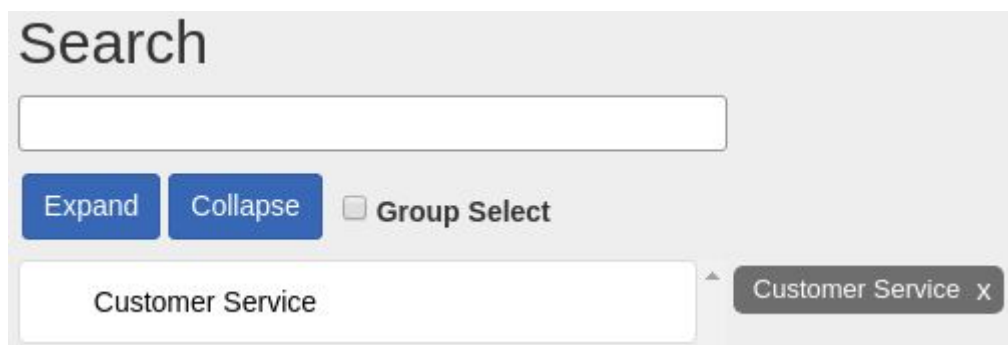 Search
Expand Collapse Group Select
Customer Service Customer Service x